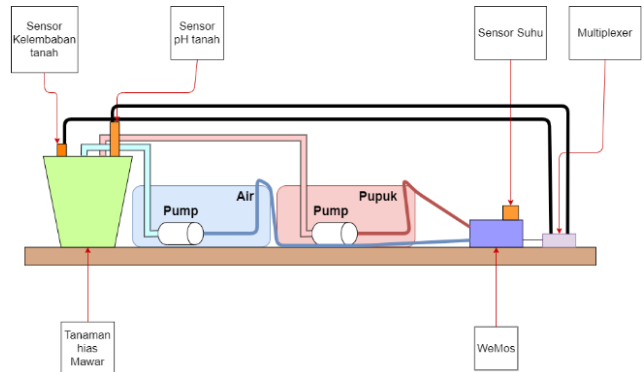 Sensor
Kelembaban
tanah
Sensor
pH tanah
Sensor Suhu
Multiplexer
Air
Pump
Pupuk
Pump
Tanaman
hias
Mawar
WeMos